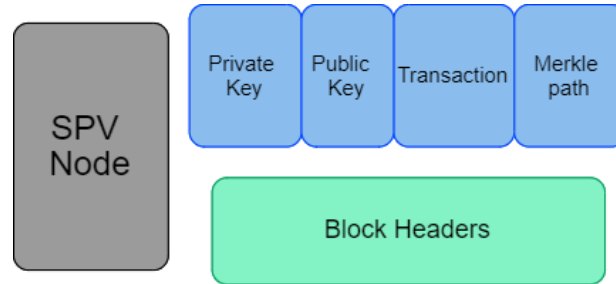 SPV
Node
Private
Key
Public
Key
Transaction
Merkle
path
Block Headers